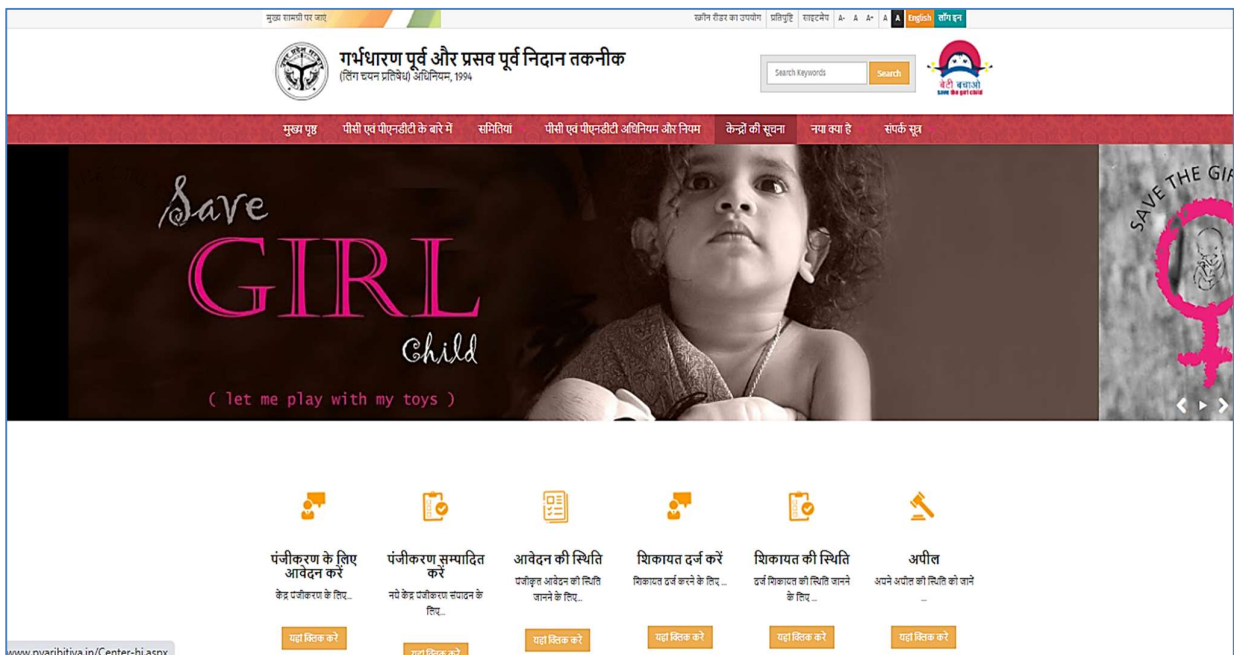 मुख्य सामग्री पर जाएं
स्क्रीन रीडर का उपयोग प्रतिपुष्टि साइटमैप A- A A+ A A English लॉग इन
गर्भधारण पूर्व और प्रसव पूर्व निदान तकनीक
(लिंग चयन प्रतिषेध) अधिनियम, 1994
Search Keywords Search
बेटी बचाओ
save the girl child
मुख्य पृष्ठ पीसी एवं पीएनडीटी के बारे में समितियां पीसी एवं पीएनडीटी अधिनियम और नियम केन्द्रों की सूचना नया क्या है संपर्क सूत्र
Save
GIRL
Child
( let me play with my toys )
SAVE THE GIR
पंजीकरण के लिए आवेदन करें
केंद्र पंजीकरण के लिए...
यहां क्लिक करे
पंजीकरण सम्पादित करें
नये केंद्र पंजीकरण संपादन के लिए...
यहां क्लिक करे
आवेदन की स्थिति
पंजीकृत आवेदन की स्थिति जानने के लिए...
यहां क्लिक करे
शिकायत दर्ज करें
शिकायत दर्ज करने के लिए ...
यहां क्लिक करे
शिकायत की स्थिति
दर्ज शिकायत की स्थिति जानने के लिए ...
यहां क्लिक करे
अपील
अपने अपील की स्थिति को जाने ...
यहां क्लिक करे
www.pyaribitiya.in/Center-hi.aspx